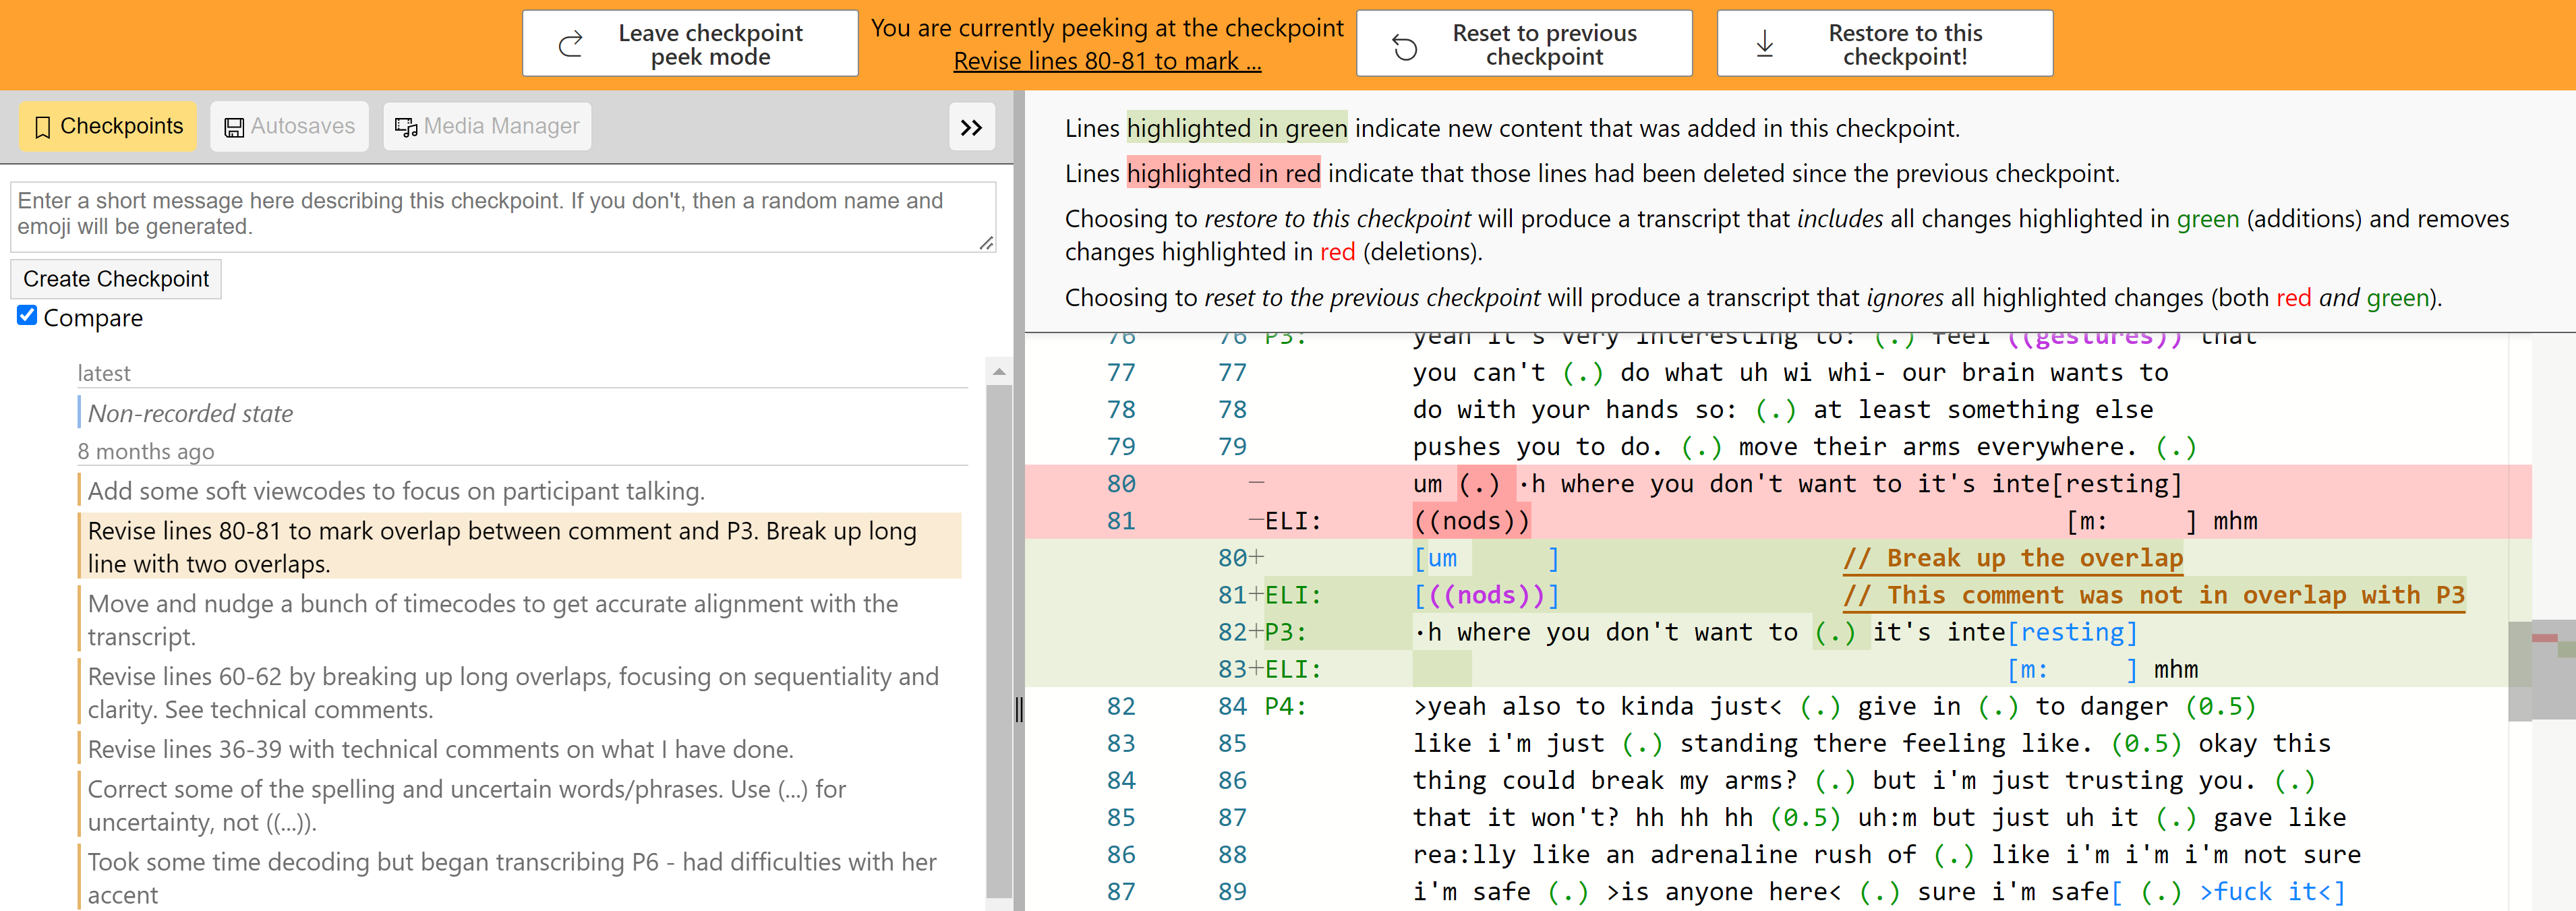 Leave checkpoint
peek mode
You are currently peeking at the checkpoint
Revise lines 80-81 to mark ...
Reset to previous
checkpoint
Restore to this
checkpoint!
Checkpoints
Autosaves
Media Manager
Enter a short message here describing this checkpoint. If you don't, then a random name and
emoji will be generated.
Create Checkpoint
Compare
latest
Non-recorded state
8 months ago
Add some soft viewcodes to focus on participant talking.
Revise lines 80-81 to mark overlap between comment and P3. Break up long
line with two overlaps.
Move and nudge a bunch of timecodes to get accurate alignment with the
transcript.
Revise lines 60-62 by breaking up long overlaps, focusing on sequentiality and
clarity. See technical comments.
Revise lines 36-39 with technical comments on what I have done.
Correct some of the spelling and uncertain words/phrases. Use (...) for
uncertainty, not ((...)).
Took some time decoding but began transcribing P6 - had difficulties with her
accent
Lines highlighted in green indicate new content that was added in this checkpoint.
Lines highlighted in red indicate that those lines had been deleted since the previous checkpoint.
Choosing to restore to this checkpoint will produce a transcript that includes all changes highlighted in green (additions) and removes
changes highlighted in red (deletions).
Choosing to reset to the previous checkpoint will produce a transcript that ignores all highlighted changes (both red and green).
76 76 P3: yeah it's very interesting to: (.) feel ((gestures)) that
77 77 you can't (.) do what uh wi whi- our brain wants to
78 78 do with your hands so: (.) at least something else
79 79 pushes you to do. (.) move their arms everywhere. (.)
80 − um (.) ·h where you don't want to it's inte[resting]
81 −ELI: ((nods)) [m: ] mhm
80+ [um ] // Break up the overlap
81+ELI: [((nods))] // This comment was not in overlap with P3
82+P3: ·h where you don't want to (.) it's inte[resting]
83+ELI: [m: ] mhm
82 84 P4: >yeah also to kinda just< (.) give in (.) to danger (0.5)
83 85 like i'm just (.) standing there feeling like. (0.5) okay this
84 86 thing could break my arms? (.) but i'm just trusting you. (.)
85 87 that it won't? hh hh hh (0.5) uh:m but just uh it (.) gave like
86 88 rea:lly like an adrenaline rush of (.) like i'm i'm i'm not sure
87 89 i'm safe (.) >is anyone here< (.) sure i'm safe[ (.) >fuck it<]